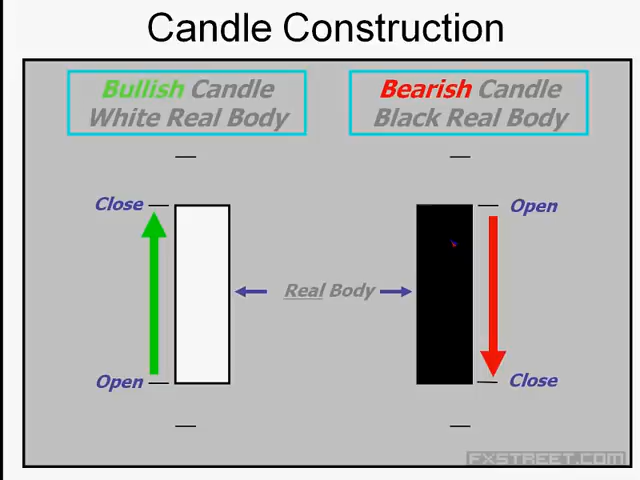 Candle Construction
Bullish Candle
White Real Body
Bearish Candle
Black Real Body
Close
Open
Real Body
Open
Close
FXSTREET.COM